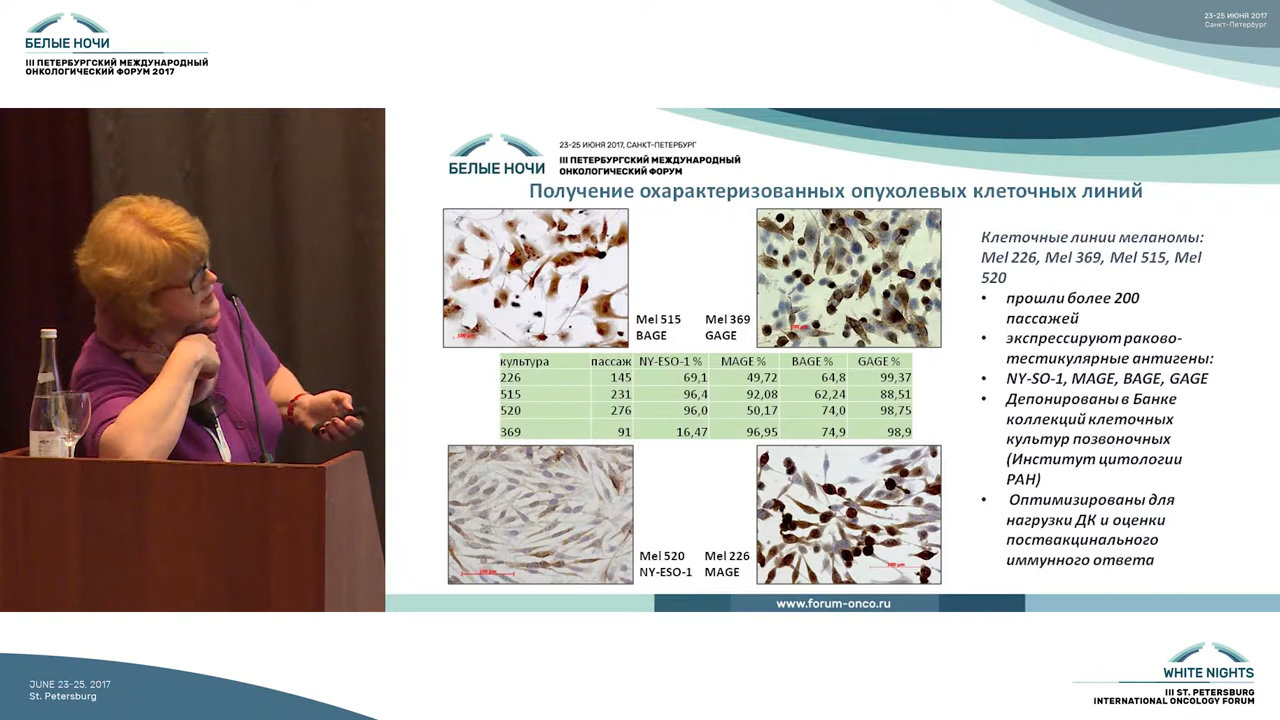 БЕЛЫЕ НОЧИ
III ПЕТЕРБУРГСКИЙ МЕЖДУНАРОДНЫЙ
ОНКОЛОГИЧЕСКИЙ ФОРУМ 2017
23-25 ИЮНЯ 2017
Санкт-Петербург
БЕЛЫЕ НОЧИ
23-25 ИЮНЯ 2017, САНКТ-ПЕТЕРБУРГ
III ПЕТЕРБУРГСКИЙ МЕЖДУНАРОДНЫЙ
ОНКОЛОГИЧЕСКИЙ ФОРУМ
Получение охарактеризованных опухолевых клеточных линий
100 µm
Mel 515
BAGE
Mel 369
GAGE
100 µm
культура пассаж NY-ESO-1 % MAGE % BAGE % GAGE %
226 145 69,1 49,72 64,8 99,37
515 231 96,4 92,08 62,24 88,51
520 276 96,0 50,17 74,0 98,75
369 91 16,47 96,95 74,9 98,9
100 µm
Mel 520
NY-ESO-1
Mel 226
MAGE
100 µm
Клеточные линии меланомы:
Mel 226, Mel 369, Mel 515, Mel
520
• прошли более 200
пассажей
• экспрессируют раково-
тестикулярные антигены:
• NY-SO-1, MAGE, BAGE, GAGE
• Депонированы в Банке
коллекций клеточных
культур позвоночных
(Институт цитологии
РАН)
• Оптимизированы для
нагрузки ДК и оценки
поствакцинального
иммунного ответа
www.forum-onco.ru
JUNE 23-25, 2017
St. Petersburg
WHITE NIGHTS
III ST. PETERSBURG
INTERNATIONAL ONCOLOGY FORUM